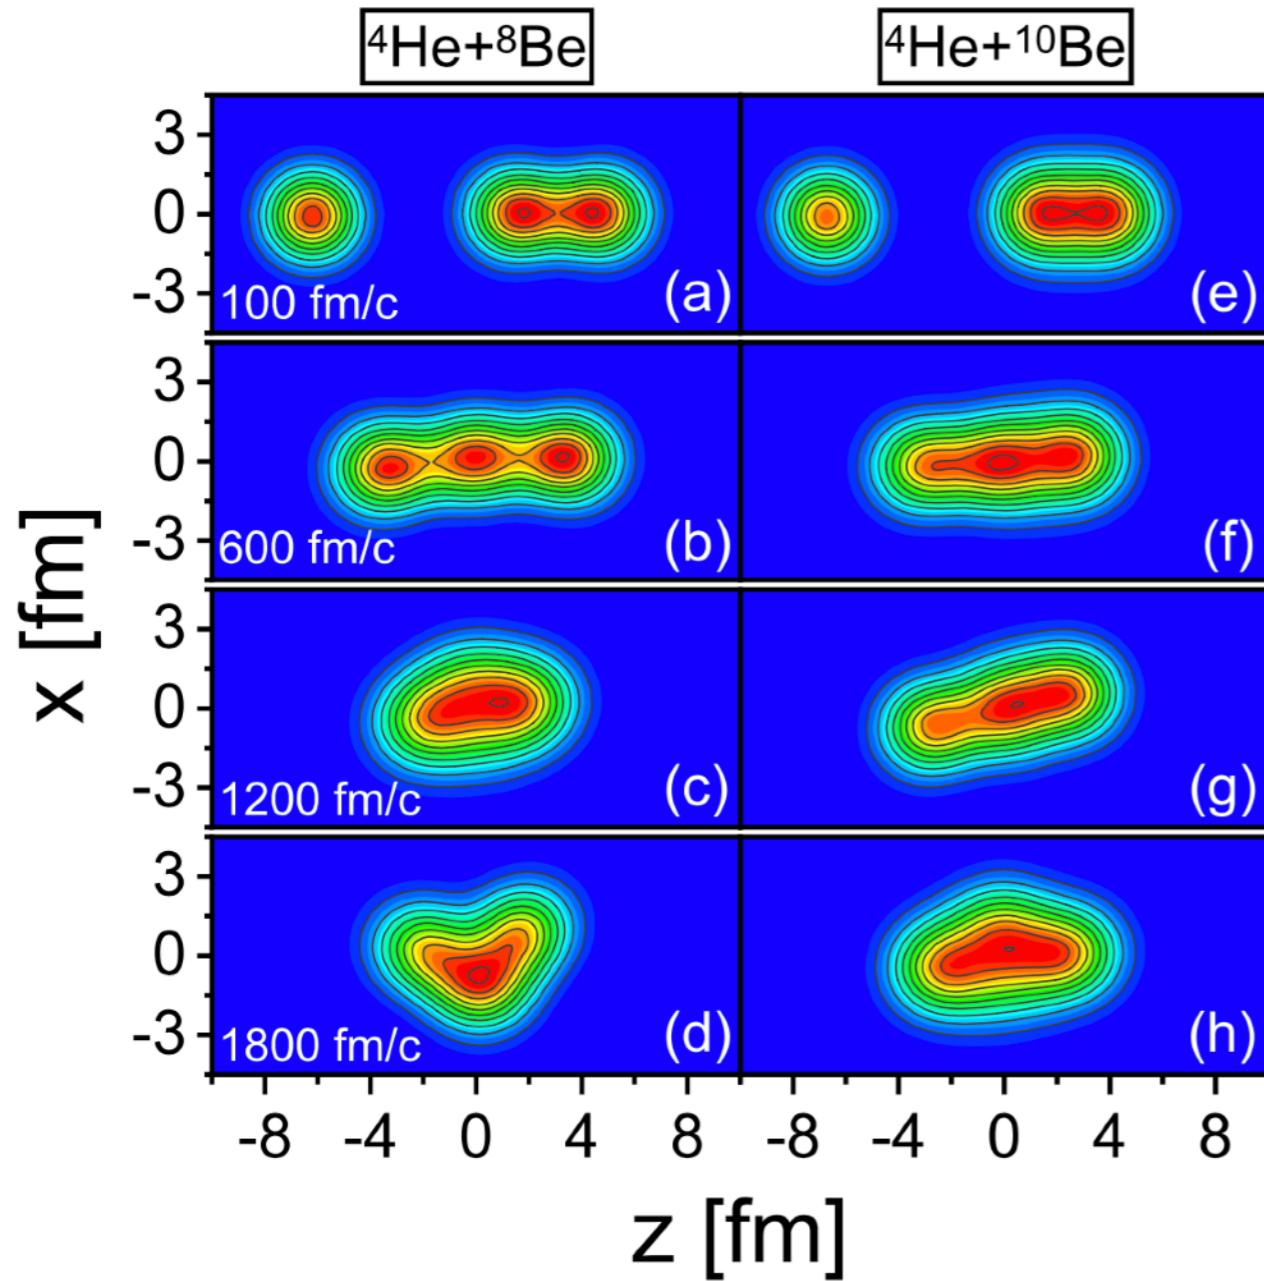 ⁴He+⁸Be
⁴He+¹⁰Be
3
0
-3
100 fm/c
(a)
(e)
3
0
-3
600 fm/c
(b)
(f)
3
0
-3
1200 fm/c
(c)
(g)
3
0
-3
1800 fm/c
(d)
(h)
x [fm]
-8 -4 0 4 8 -8 -4 0 4 8
z [fm]